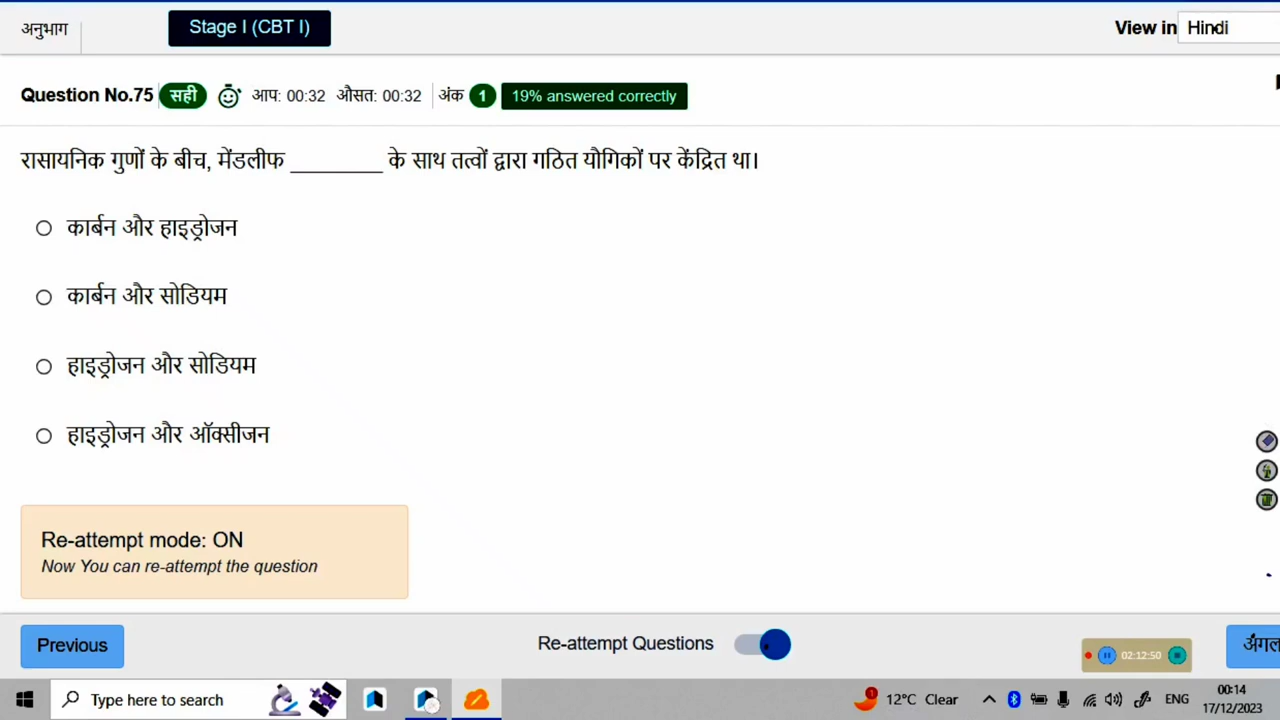 अनुभाग
Stage I (CBT I)
View in Hindi
Question No.75 सही आप: 00:32 औसत: 00:32 अंक 1 19% answered correctly
रासायनिक गुणों के बीच, मेंडलीफ ________ के साथ तत्वों द्वारा गठित यौगिकों पर केंद्रित था।
कार्बन और हाइड्रोजन
कार्बन और सोडियम
हाइड्रोजन और सोडियम
हाइड्रोजन और ऑक्सीजन
Re-attempt mode: ON
Now You can re-attempt the question
Previous
Re-attempt Questions
02:12:50
Type here to search
1
12°C Clear
ENG
00:14
17/12/2023